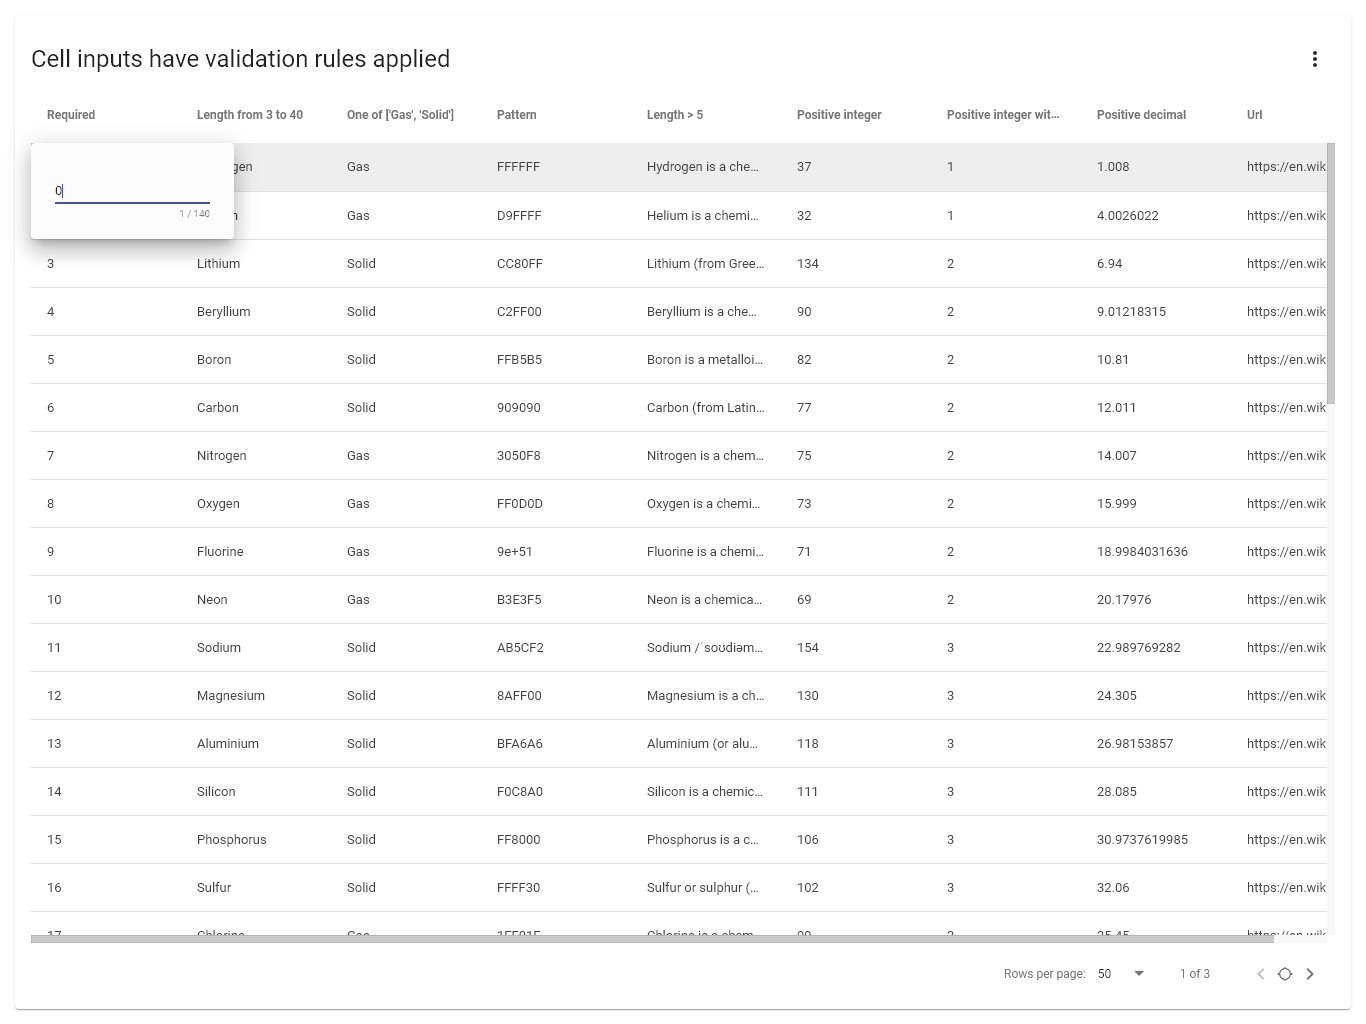 Cell inputs have validation rules applied
Required Length from 3 to 40 One of ['Gas', 'Solid'] Pattern Length > 5 Positive integer Positive integer wit... Positive decimal Url
0
1 / 140
gen Gas FFFFFF Hydrogen is a che... 37 1 1.008 https://en.wik
Gas D9FFFF Helium is a chemi... 32 1 4.0026022 https://en.wik
3 Lithium Solid CC80FF Lithium (from Gree... 134 2 6.94 https://en.wik
4 Beryllium Solid C2FF00 Beryllium is a che... 90 2 9.01218315 https://en.wik
5 Boron Solid FFB5B5 Boron is a metalloi... 82 2 10.81 https://en.wik
6 Carbon Solid 909090 Carbon (from Latin... 77 2 12.011 https://en.wik
7 Nitrogen Gas 3050F8 Nitrogen is a chem... 75 2 14.007 https://en.wik
8 Oxygen Gas FF0D0D Oxygen is a chemi... 73 2 15.999 https://en.wik
9 Fluorine Gas 9e+51 Fluorine is a chemi... 71 2 18.9984031636 https://en.wik
10 Neon Gas B3E3F5 Neon is a chemica... 69 2 20.17976 https://en.wik
11 Sodium Solid AB5CF2 Sodium /ˈsoʊdiəm... 154 3 22.989769282 https://en.wik
12 Magnesium Solid 8AFF00 Magnesium is a ch... 130 3 24.305 https://en.wik
13 Aluminium Solid BFA6A6 Aluminium (or alu... 118 3 26.98153857 https://en.wik
14 Silicon Solid F0C8A0 Silicon is a chemic... 111 3 28.085 https://en.wik
15 Phosphorus Solid FF8000 Phosphorus is a c... 106 3 30.9737619985 https://en.wik
16 Sulfur Solid FFFF30 Sulfur or sulphur (... 102 3 32.06 https://en.wik
17 Chlorine Gas Chlorine is a chem... 3 35.45 https://en.wik
Rows per page: 50 1 of 3